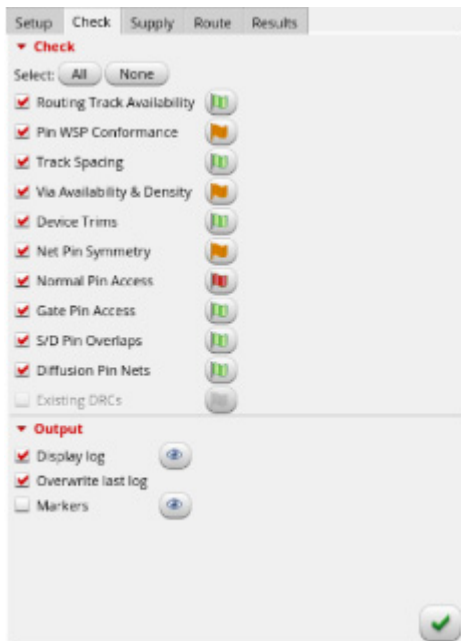 Setup Check Supply Route Results
Check
Select: All None
Routing Track Availability
Pin WSP Conformance
Track Spacing
Via Availability & Density
Device Trims
Net Pin Symmetry
Normal Pin Access
Gate Pin Access
S/D Pin Overlaps
Diffusion Pin Nets
Existing DRCs
Output
Display log
Overwrite last log
Markers